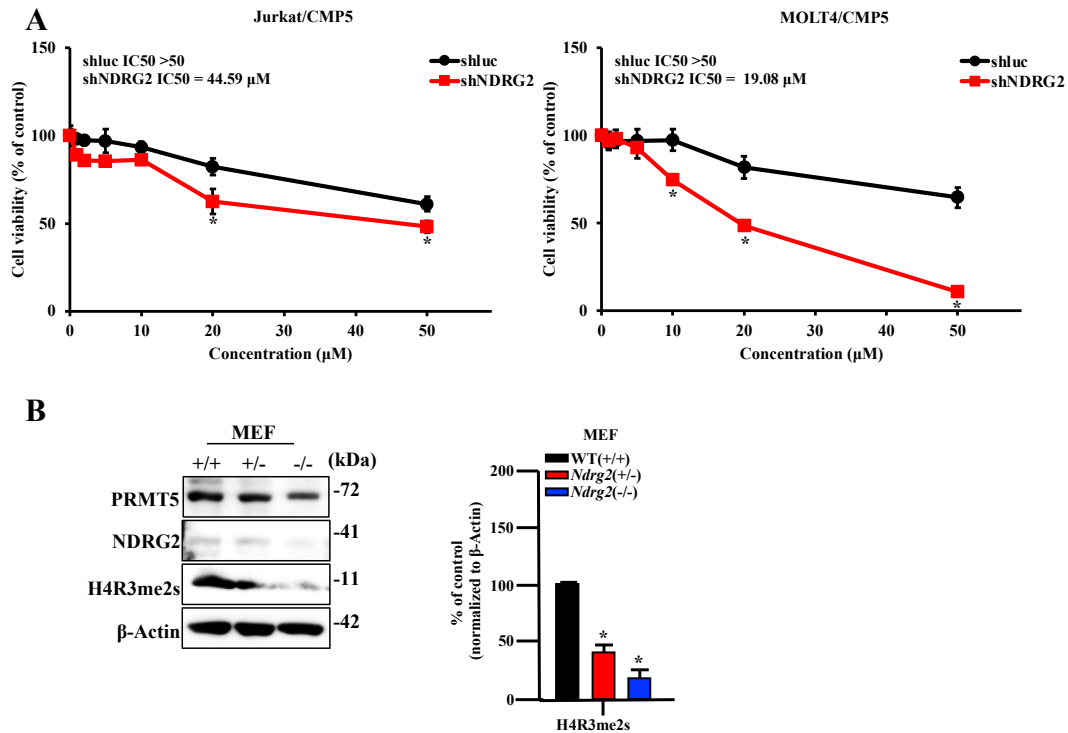 A
Jurkat/CMP5
shluc IC50 >50
shNDRG2 IC50 = 44.59 μM
shluc
shNDRG2
Cell viability (% of control)
150
100
50
0
0 10 20 30 40 50
Concentration (μM)
MOLT4/CMP5
shluc IC50 >50
shNDRG2 IC50 = 19.08 μM
shluc
shNDRG2
Cell viability (% of control)
150
100
50
0
0 10 20 30 40 50
Concentration (μM)
* * * * *
B
MEF
+/+ +/- -/- (kDa)
PRMT5 -72
NDRG2 -41
H4R3me2s -11
β-Actin -42
MEF
WT(+/+)
Ndrg2(+/-)
Ndrg2(-/-)
% of control
(normalized to β-Actin)
200
150
100
50
0
* *
H4R3me2s